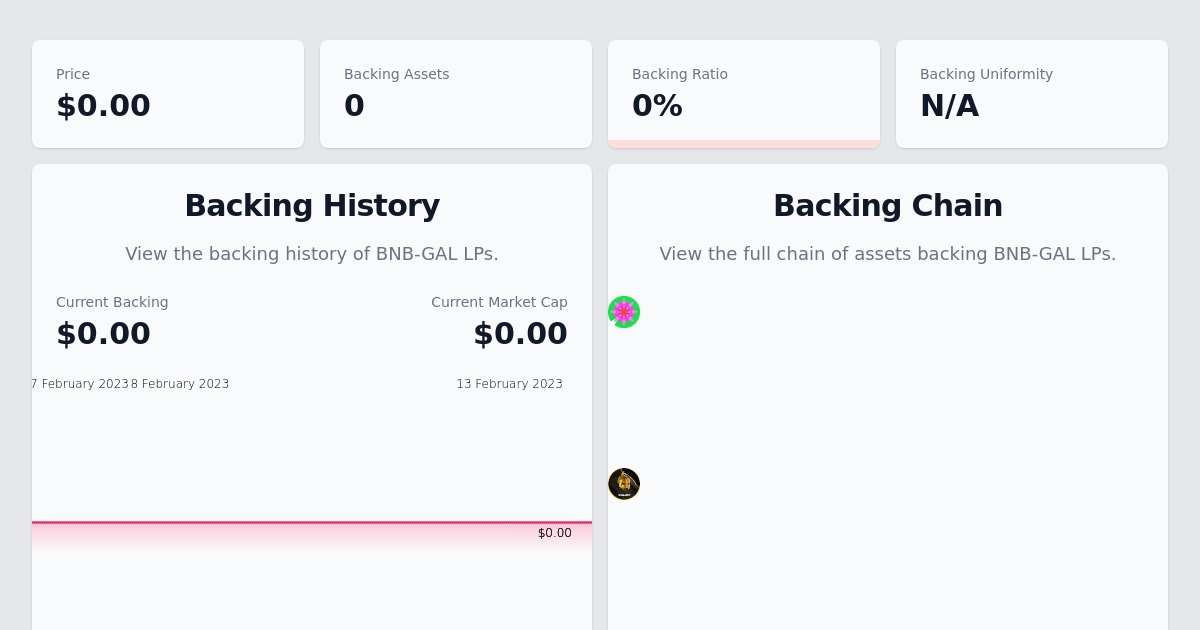 Price
$0.00
Backing Assets
0
Backing Ratio
0%
Backing Uniformity
N/A
Backing History
View the backing history of BNB-GAL LPs.
Current Backing
$0.00
Current Market Cap
$0.00
7 February 2023
8 February 2023
13 February 2023
$0.00
Backing Chain
View the full chain of assets backing BNB-GAL LPs.